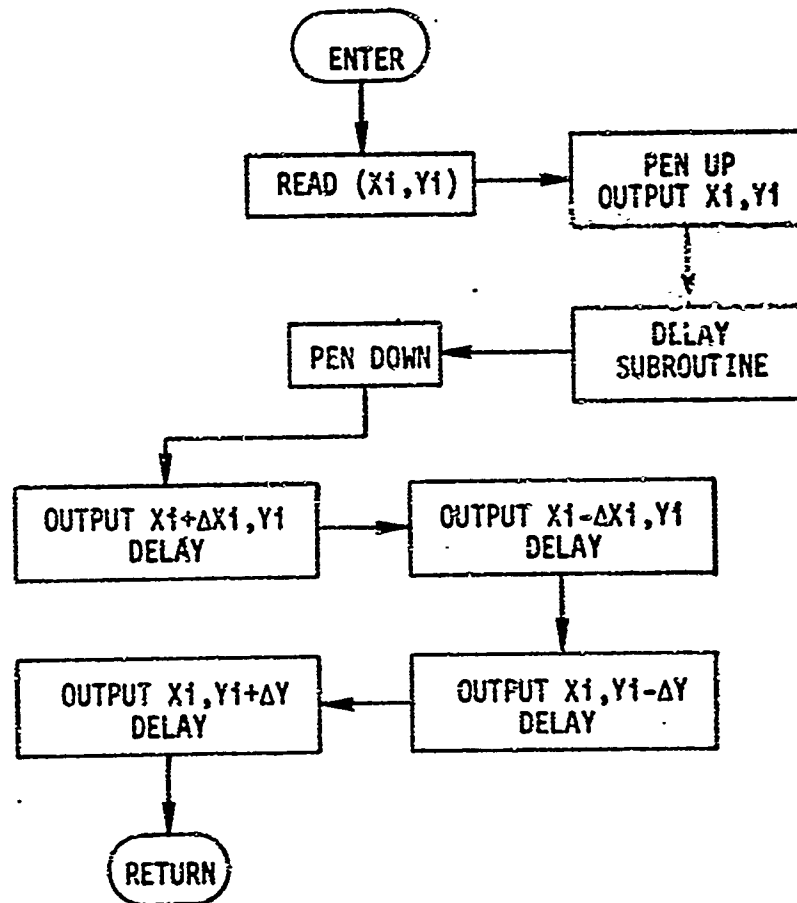 ENTER
READ (Xi,Yi)
PEN UP
OUTPUT Xi,Yi
DELAY
SUBROUTINE
PEN DOWN
OUTPUT Xi+ΔXi,Yi
DELAY
OUTPUT Xi-ΔXi,Yi
DELAY
OUTPUT Xi,Yi-ΔY
DELAY
OUTPUT Xi,Yi+ΔY
DELAY
RETURN